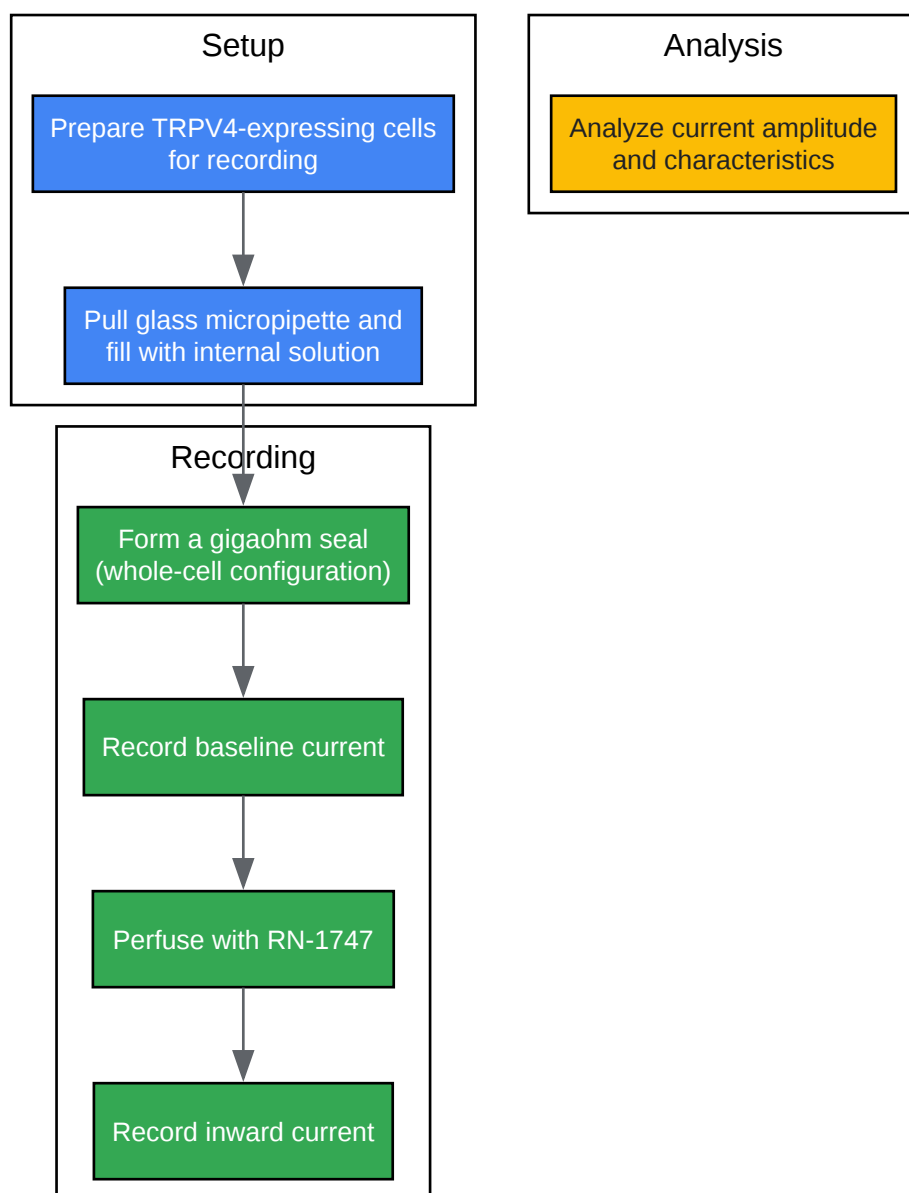 Setup
Prepare TRPV4-expressing cells
for recording
Pull glass micropipette and
fill with internal solution
Recording
Form a gigaohm seal
(whole-cell configuration)
Record baseline current
Perfuse with RN-1747
Record inward current
Analysis
Analyze current amplitude
and characteristics